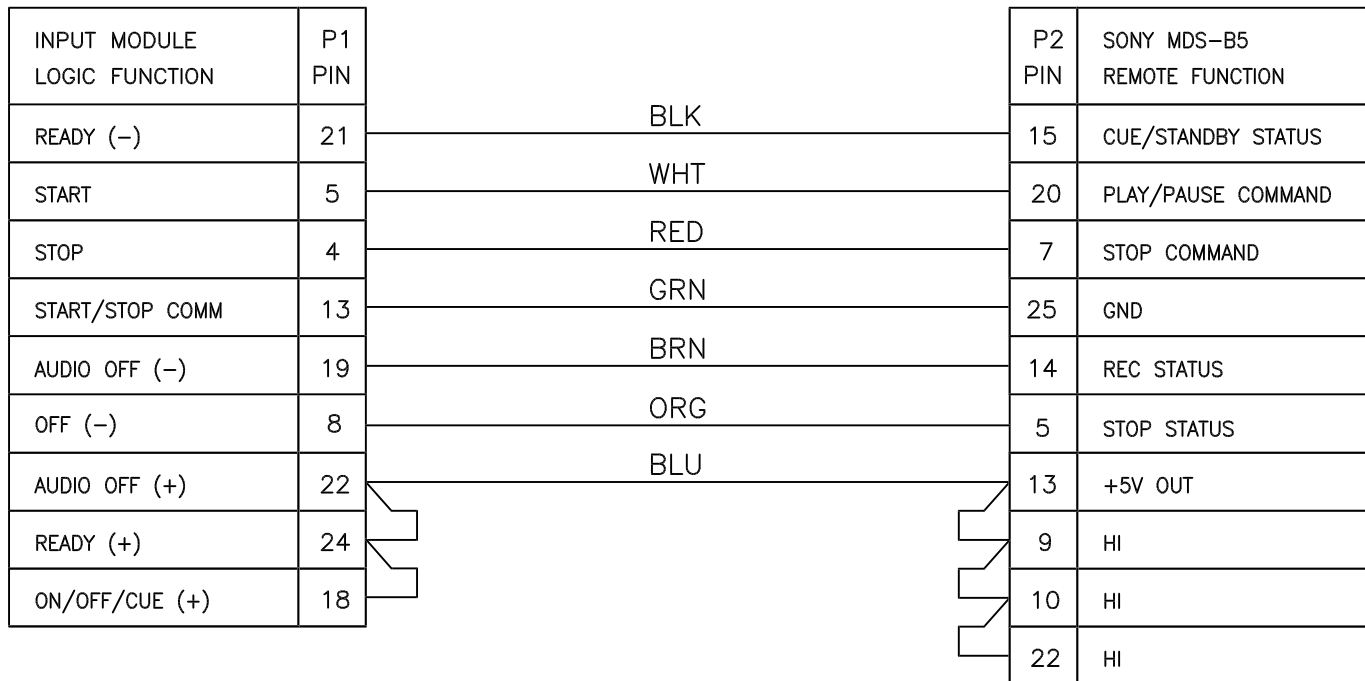 INPUT MODULE P1
LOGIC FUNCTION PIN
P2 SONY MDS-B5
PIN REMOTE FUNCTION
READY (-) 21 BLK 15 CUE/STANDBY STATUS
START 5 WHT 20 PLAY/PAUSE COMMAND
STOP 4 RED 7 STOP COMMAND
START/STOP COMM 13 GRN 25 GND
AUDIO OFF (-) 19 BRN 14 REC STATUS
OFF (-) 8 ORG 5 STOP STATUS
AUDIO OFF (+) 22 BLU 13 +5V OUT
READY (+) 24 9 HI
ON/OFF/CUE (+) 18 10 HI
22 HI